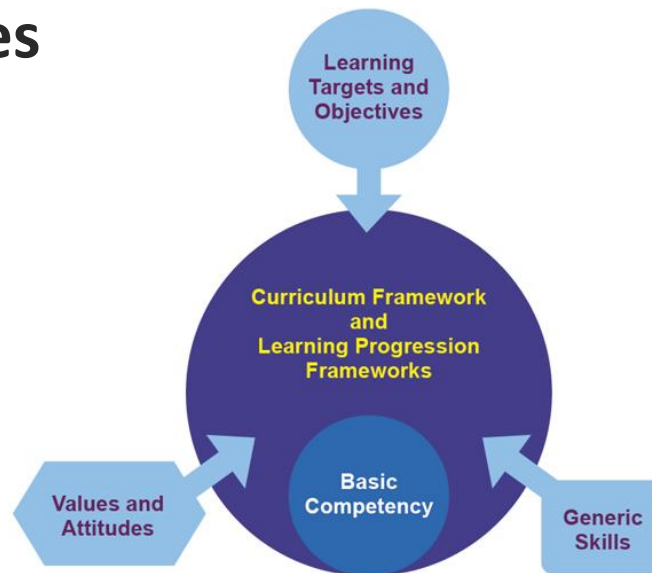 es
Learning
Targets and
Objectives
Curriculum Framework
and
Learning Progression
Frameworks
Basic
Competency
Values and
Attitudes
Generic
Skills